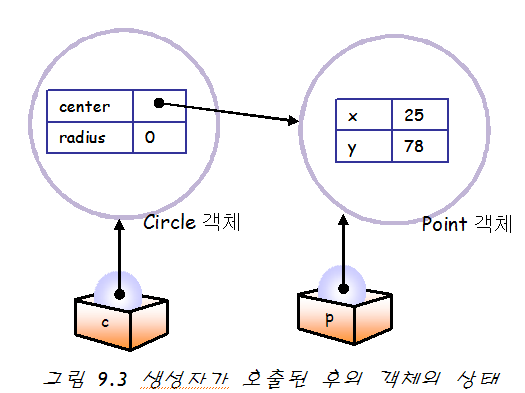 center
radius 0
x 25
y 78
Circle 객체
Point 객체
c
p
그림 9.3 생성자가 호출된 후의 객체의 상태